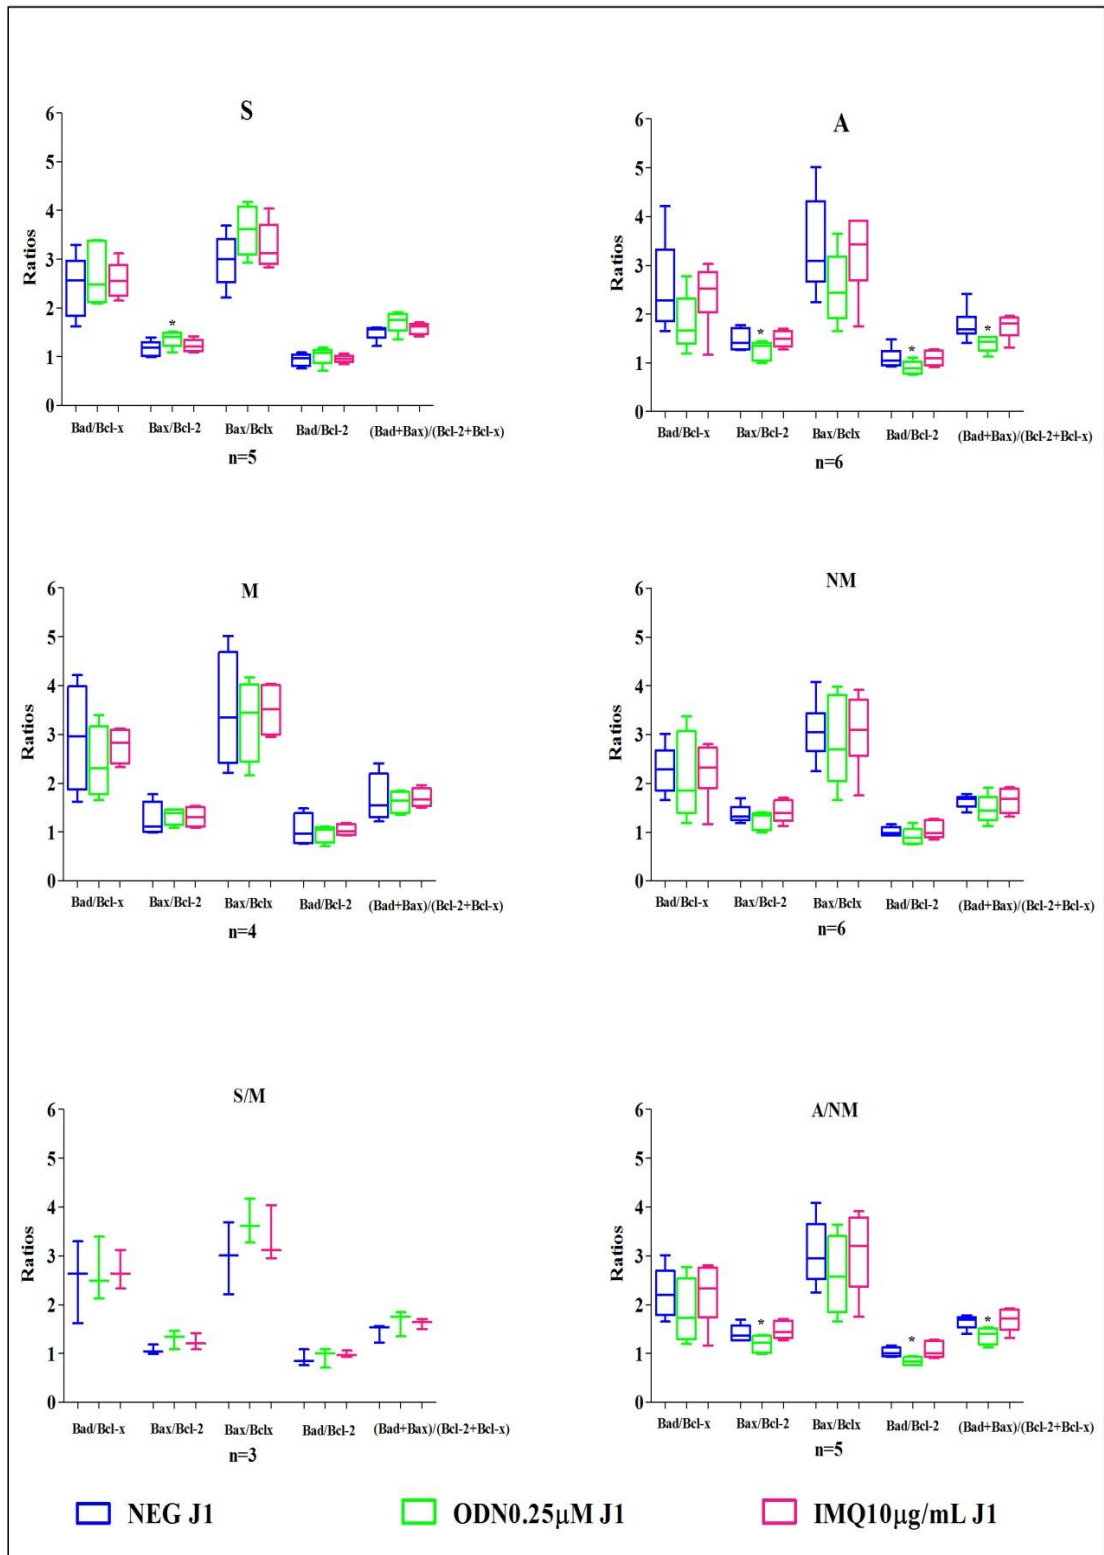 S
6
5
4
3
2
1
0
Ratios
*
Bad/Bcl-x Bax/Bcl-2 Bax/Bclx Bad/Bcl-2 (Bad+Bax)/(Bcl-2+Bcl-x)
n=5
A
6
5
4
3
2
1
0
Ratios
* * *
Bad/Bcl-x Bax/Bcl-2 Bax/Bclx Bad/Bcl-2 (Bad+Bax)/(Bcl-2+Bcl-x)
n=6
M
6
5
4
3
2
1
0
Ratios
Bad/Bcl-x Bax/Bcl-2 Bax/Bclx Bad/Bcl-2 (Bad+Bax)/(Bcl-2+Bcl-x)
n=4
NM
6
5
4
3
2
1
0
Ratios
Bad/Bcl-x Bax/Bcl-2 Bax/Bclx Bad/Bcl-2 (Bad+Bax)/(Bcl-2+Bcl-x)
n=6
S/M
6
5
4
3
2
1
0
Ratios
Bad/Bcl-x Bax/Bcl-2 Bax/Bclx Bad/Bcl-2 (Bad+Bax)/(Bcl-2+Bcl-x)
n=3
A/NM
6
5
4
3
2
1
0
Ratios
* * *
Bad/Bcl-x Bax/Bcl-2 Bax/Bclx Bad/Bcl-2 (Bad+Bax)/(Bcl-2+Bcl-x)
n=5
NEG J1 ODN0.25µM J1 IMQ10µg/mL J1